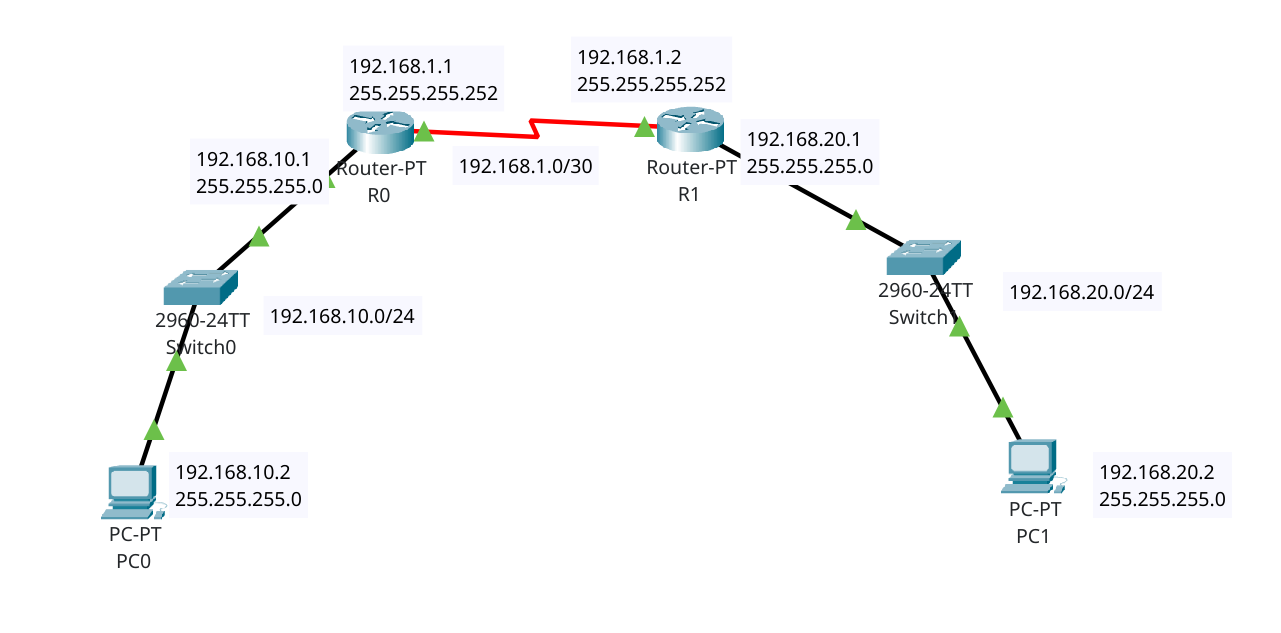 192.168.1.1
255.255.255.252
192.168.1.2
255.255.255.252
192.168.10.1
255.255.255.0
Router-PT
R0
192.168.1.0/30
Router-PT
R1
192.168.20.1
255.255.255.0
2960-24TT
Switch0
192.168.10.0/24
2960-24TT
Switch
192.168.20.0/24
192.168.10.2
255.255.255.0
PC-PT
PC0
PC-PT
PC1
192.168.20.2
255.255.255.0